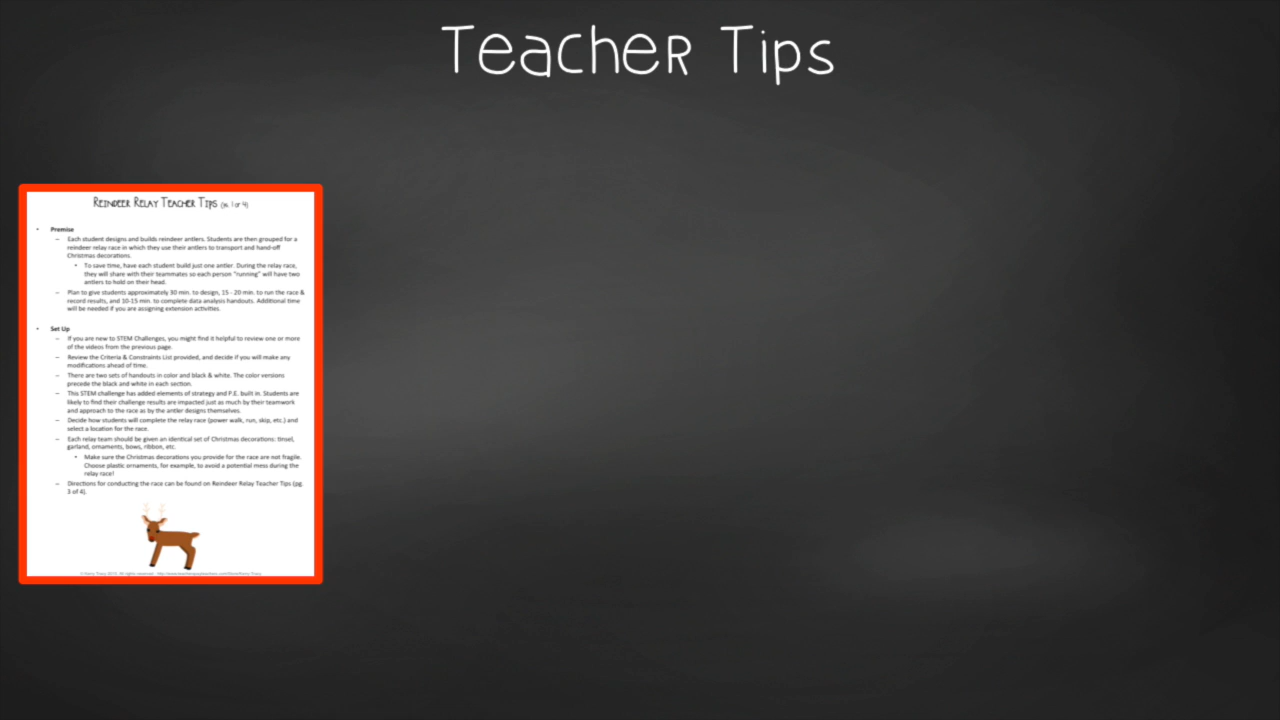 Teacher Tips
Reindeer Relay Teacher Tips (pg. 1 of 4)
• Premise
– Each student designs and builds reindeer antlers. Students are then grouped for a
reindeer relay race in which they use their antlers to transport and hand-off
Christmas decorations.
• To save time, have each student build just one antler. During the relay race,
they will share with their teammates so each person "running" will have two
antlers to hold on their head.
– Plan to give students approximately 30 min. to design, 15 - 20 min. to run the race &
record results, and 10-15 min. to complete data analysis handouts. Additional time
will be needed if you are assigning extension activities.
• Set Up
– If you are new to STEM Challenges, you might find it helpful to review one or more
of the videos from the previous page.
– Review the Criteria & Constraints List provided, and decide if you will make any
modifications ahead of time.
– There are two sets of handouts in color and black & white. The color versions
precede the black and white in each section.
– This STEM challenge has added elements of strategy and P.E. built in. Students are
likely to find their challenge results are impacted just as much by their teamwork
and approach to the race as by the antler designs themselves.
– Decide how students will complete the relay race (power walk, run, skip, etc.) and
select a location for the race.
– Each relay team should be given an identical set of Christmas decorations: tinsel,
garland, ornaments, bows, ribbon, etc.
• Make sure the Christmas decorations you provide for the race are not fragile.
Choose plastic ornaments, for example, to avoid a potential mess during the
relay race!
– Directions for conducting the race can be found on Reindeer Relay Teacher Tips (pg.
3 of 4).